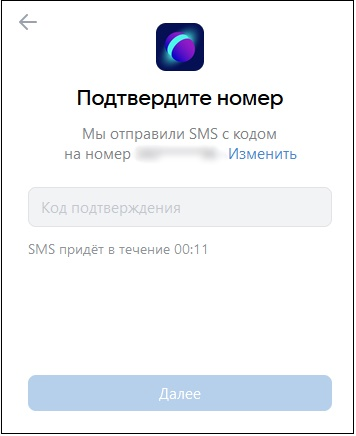 Подтвердите номер
Мы отправили SMS с кодом
на номер Изменить
Код подтверждения
SMS придёт в течение 00:11
Далее